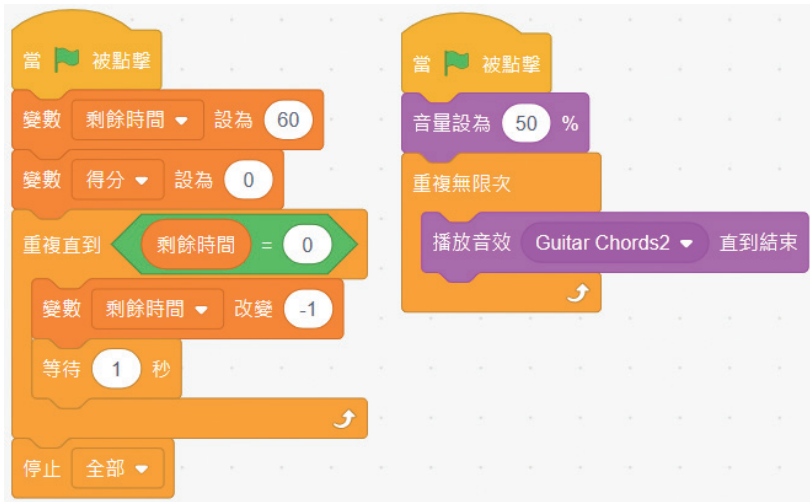 當 被點擊
變數 剩餘時間 設為 60
變數 得分 設為 0
重複直到 剩餘時間 = 0
變數 剩餘時間 改變 -1
等待 1 秒
停止 全部
當 被點擊
音量設為 50 %
重複無限次
播放音效 Guitar Chords2 直到結束